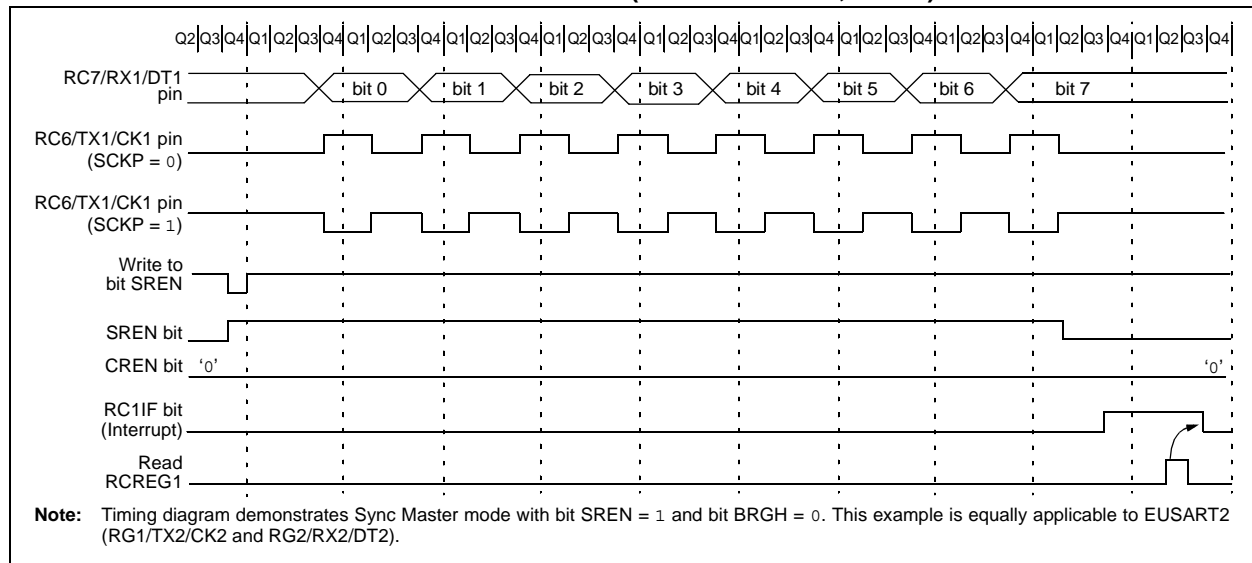 Q2 Q3 Q4 Q1 Q2 Q3 Q4 Q1 Q2 Q3 Q4 Q1 Q2 Q3 Q4 Q1 Q2 Q3 Q4 Q1 Q2 Q3 Q4 Q1 Q2 Q3 Q4 Q1 Q2 Q3 Q4 Q1 Q2 Q3 Q4 Q1 Q2 Q3 Q4 Q1 Q2 Q3 Q4
RC7/RX1/DT1
pin
bit 0 bit 1 bit 2 bit 3 bit 4 bit 5 bit 6 bit 7
RC6/TX1/CK1 pin
(SCKP = 0)
RC6/TX1/CK1 pin
(SCKP = 1)
Write to
bit SREN
SREN bit
CREN bit '0' '0'
RC1IF bit
(Interrupt)
Read
RCREG1
Note: Timing diagram demonstrates Sync Master mode with bit SREN = 1 and bit BRGH = 0. This example is equally applicable to EUSART2
(RG1/TX2/CK2 and RG2/RX2/DT2).